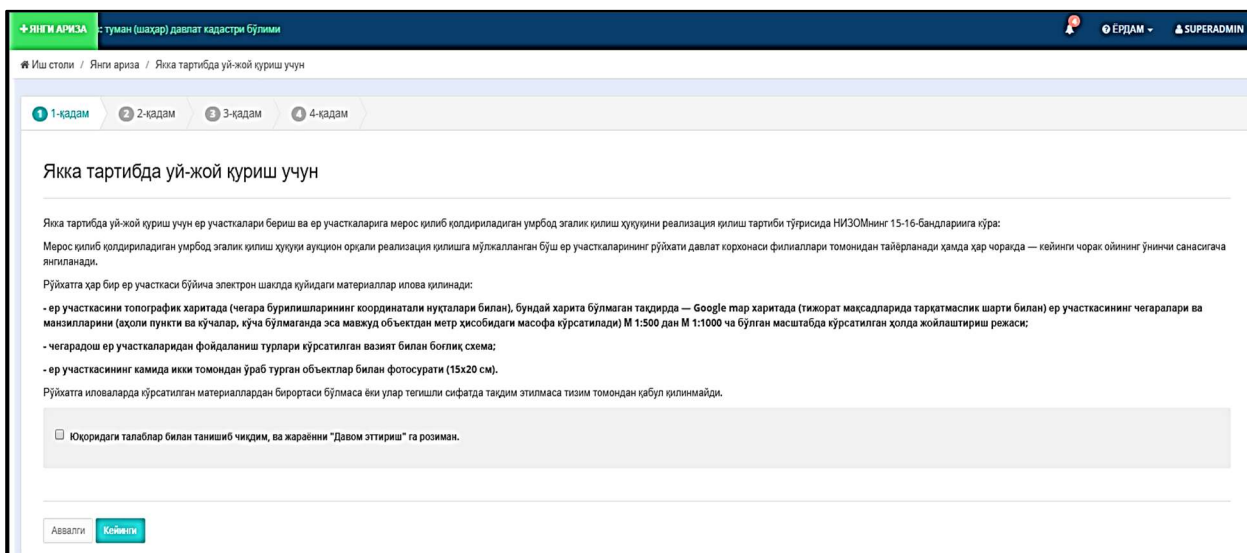 +ЯНГИ АРИЗА : туман (шаҳар) давлат кадастри бўлими 4 ЁРДАМ SUPERADMIN
Иш столи / Янги ариза / Якка тартибда уй-жой қуриш учун
1 1-қадам 2 2-қадам 3 3-қадам 4 4-қадам
Якка тартибда уй-жой қуриш учун
Якка тартибда уй-жой қуриш учун ер участкалари бериш ва ер участкаларига мерос қилиб қолдириладиган умрбод эгалик қилиш ҳуқуқини реализация қилиш тартиби тўғрисида НИЗОМнинг 15-16-бандлариига кўра:
Мерос қилиб қолдириладиган умрбод эгалик қилиш ҳуқуқи аукцион орқали реализация қилишга мўлжалланган бўш ер участкаларининг рўйхати давлат корхонаси филиаллари томонидан тайёрланади ҳамда ҳар чоракда — кейинги чорак ойининг ўнинчи санасигача
янгиланади.
Рўйхатга ҳар бир ер участкаси бўйича электрон шаклда қуйидаги материаллар илова қилинади:
- ер участкасини топографик харитада (чегара бурилишларининг координатали нуқталари билан), бундай харита бўлмаган тақдирда — Google map харитада (тижорат мақсадларида тарқатмаслик шарти билан) ер участкасининг чегаралари ва
манзилларини (аҳоли пункти ва кўчалар, кўча бўлмаганда эса мавжуд объектдан метр ҳисобидаги масофа кўрсатилади) М 1:500 дан М 1:1000 ча бўлган масштабда кўрсатилган ҳолда жойлаштириш режаси;
- чегарадош ер участкаларидан фойдаланиш турлари кўрсатилган вазият билан боғлиқ схема;
- ер участкасининг камида икки томондан ўраб турган объектлар билан фотосурати (15x20 см).
Рўйхатга иловаларда кўрсатилган материаллардан бирортаси бўлмаса ёки улар тегишли сифатда тақдим этилмаса тизим томондан қабул қилинмайди.
Юқоридаги талаблар билан танишиб чиқдим, ва жараённи "Давом эттириш" га розиман.
Аввалги Кейинги